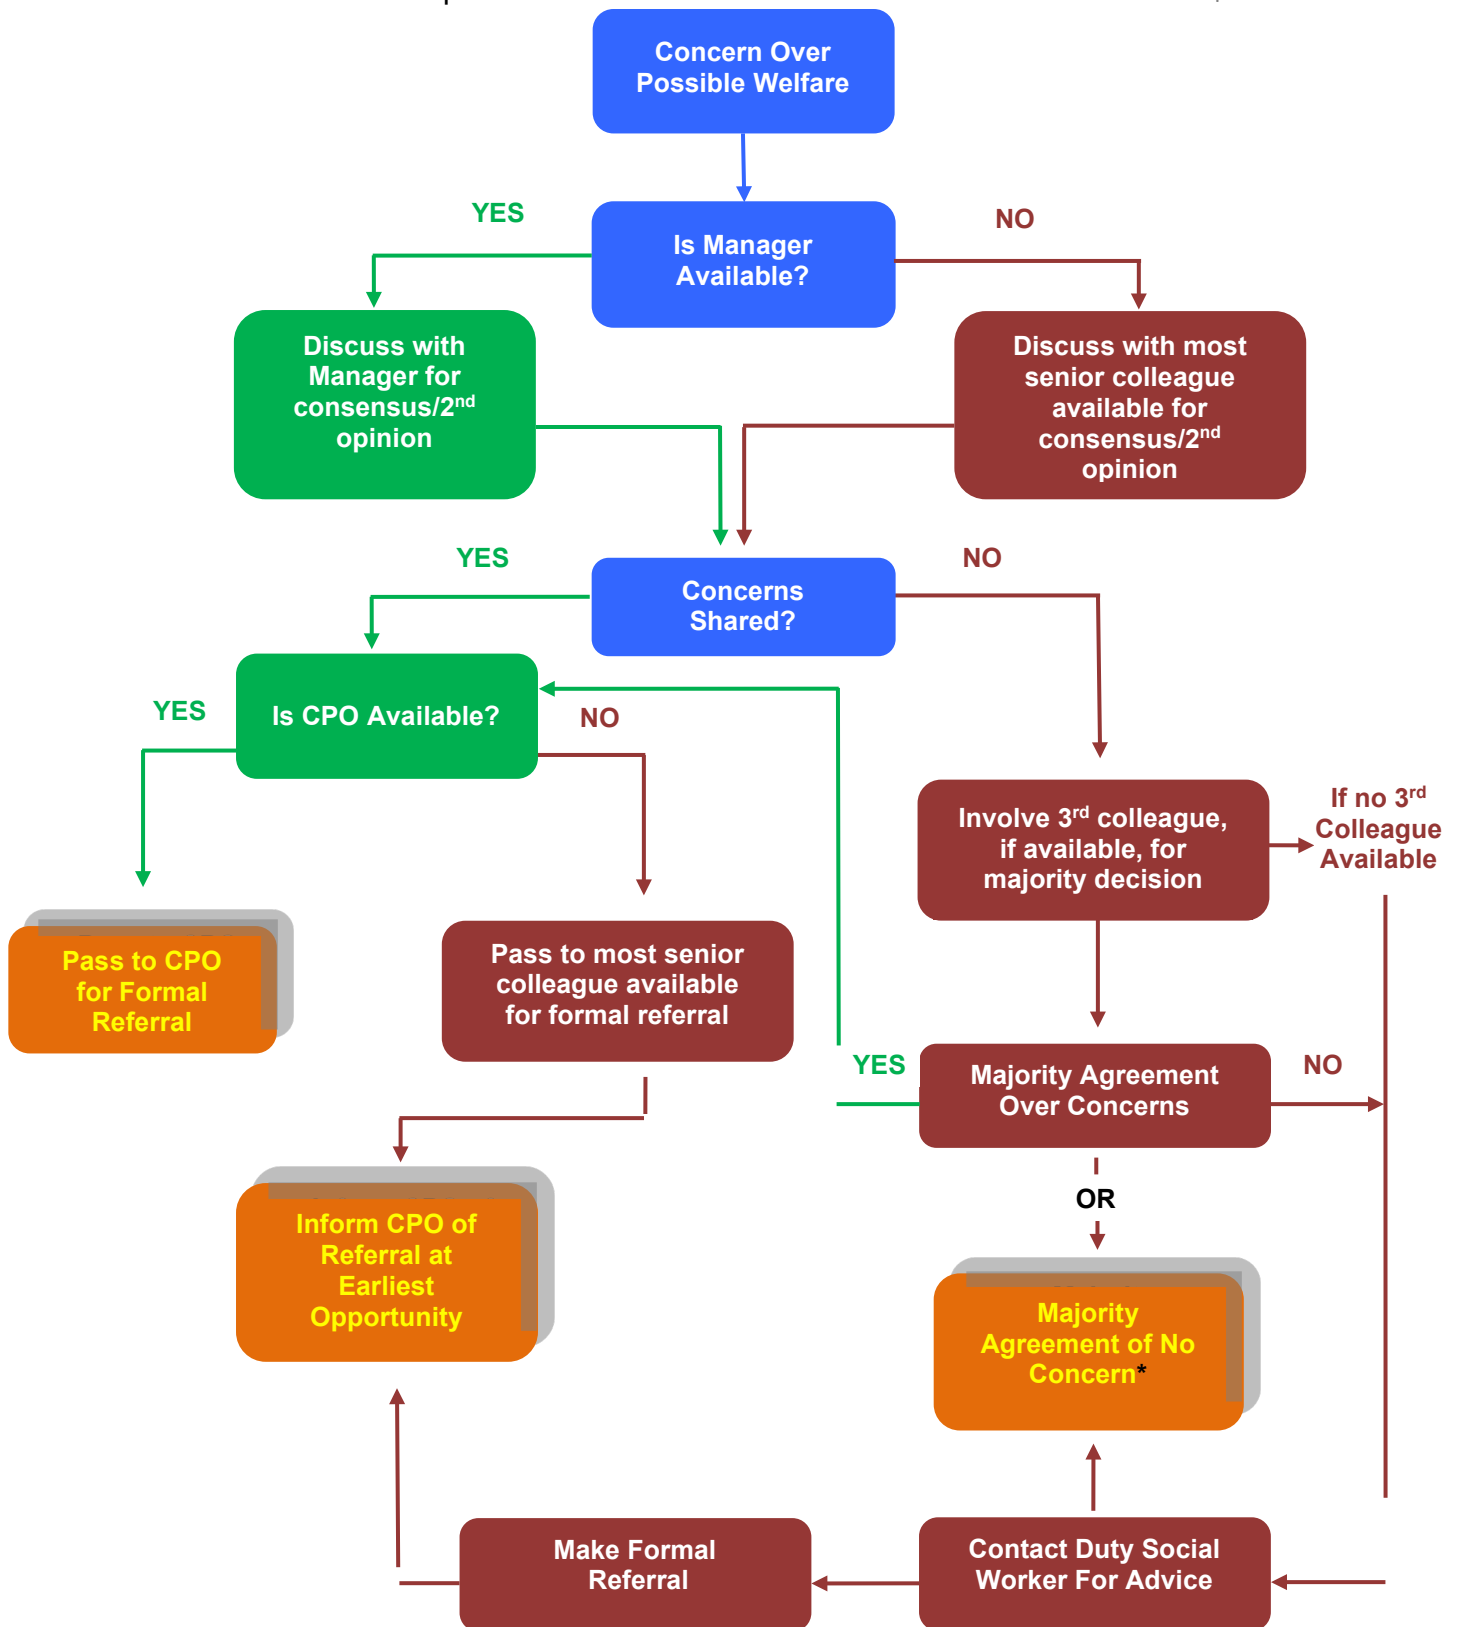 Concern Over
Possible Welfare
YES
NO
Is Manager
Available?
Discuss with
Manager for
consensus/2nd
opinion
Discuss with most
senior colleague
available for
consensus/2nd
opinion
YES
NO
Concerns
Shared?
YES
Is CPO Available?
NO
Involve 3rd colleague,
if available, for
majority decision
If no 3rd
Colleague
Available
Pass to CPO
for Formal
Referral
Pass to most senior
colleague available
for formal referral
YES
Majority Agreement
Over Concerns
NO
OR
Inform CPO of
Referral at
Earliest
Opportunity
Majority
Agreement of No
Concern*
Make Formal
Referral
Contact Duty Social
Worker For Advice